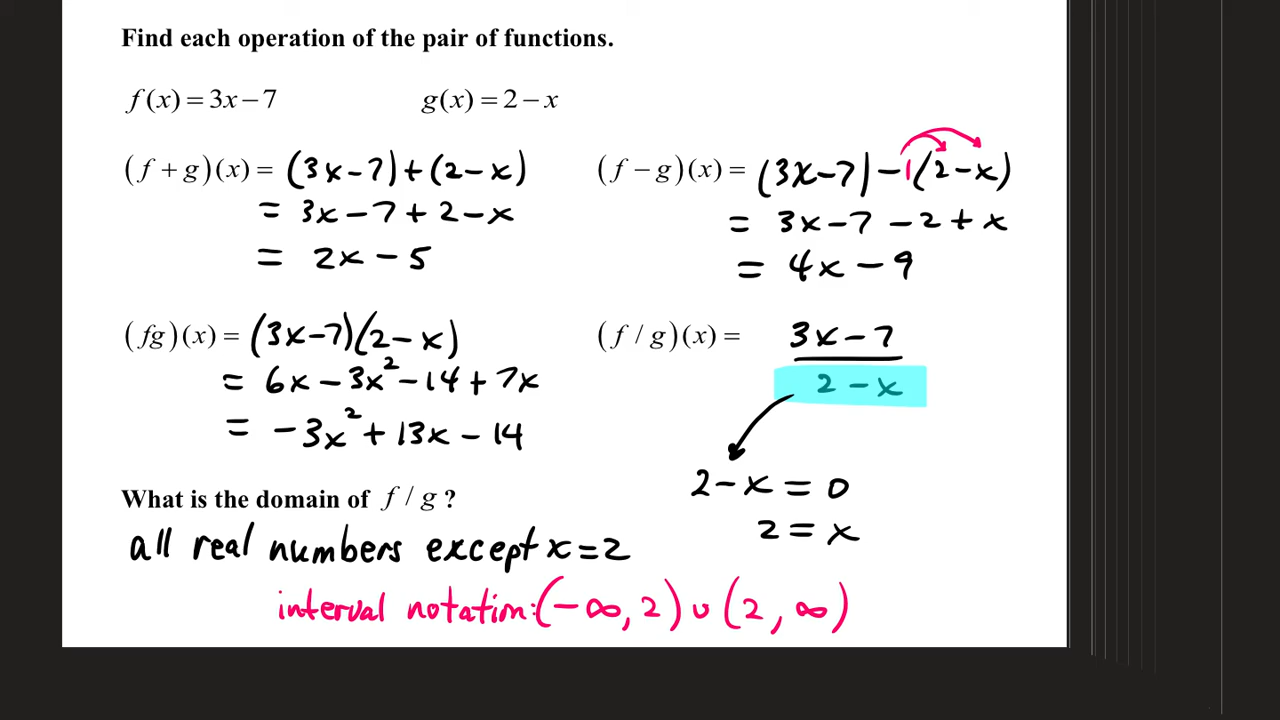 Find each operation of the pair of functions.
f(x) = 3x − 7 g(x) = 2 − x
(f + g)(x) = (3x − 7) + (2 − x)
= 3x − 7 + 2 − x
= 2x − 5
(f − g)(x) = (3x − 7) − 1(2 − x)
= 3x − 7 − 2 + x
= 4x − 9
(fg)(x) = (3x − 7)(2 − x)
= 6x − 3x² − 14 + 7x
= −3x² + 13x − 14
(f / g)(x) = 
3x − 7
2 − x
2 − x = 0
2 = x
What is the domain of f / g ?
all real numbers except x = 2
interval notation: (−∞, 2) ∪ (2, ∞)